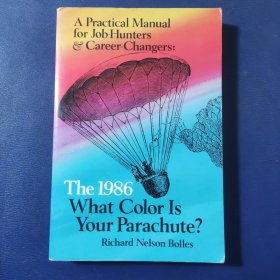 A Practical Manual
for Job-Hunters
& Career-Changers:
The 1986
What Color Is
Your Parachute?
Richard Nelson Bolles